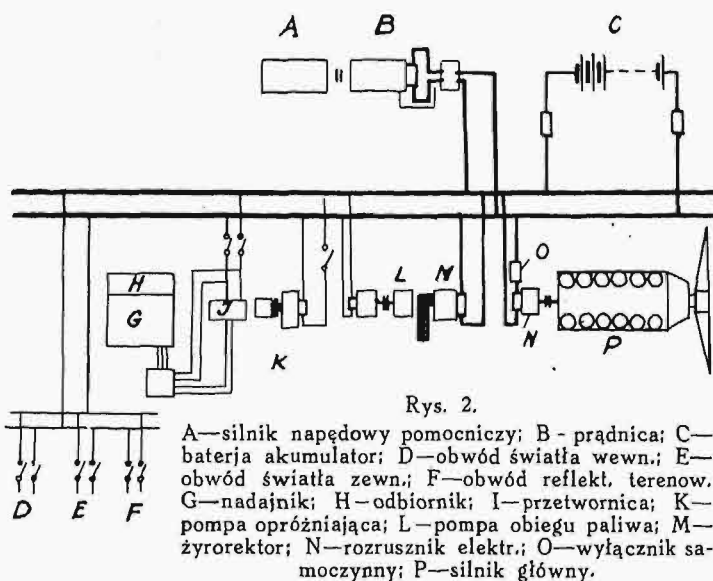 A B C
O
H
G
J
K
L
M
N
P
D E F
Rys. 2.
A—silnik napędowy pomocniczy; B - prądnica; C—
baterja akumulator; D—obwód światła wewn.; E—
obwód światła zewn.; F—obwód reflekt. terenow.
G—nadajnik; H-odbiornik; I—przetwornica; K—
pompa opróżniająca; L—pompa obiegu paliwa; M—
żyrorektor; N—rozrusznik elektr.; O—wyłącznik sa-
moczynny; P—silnik główny.